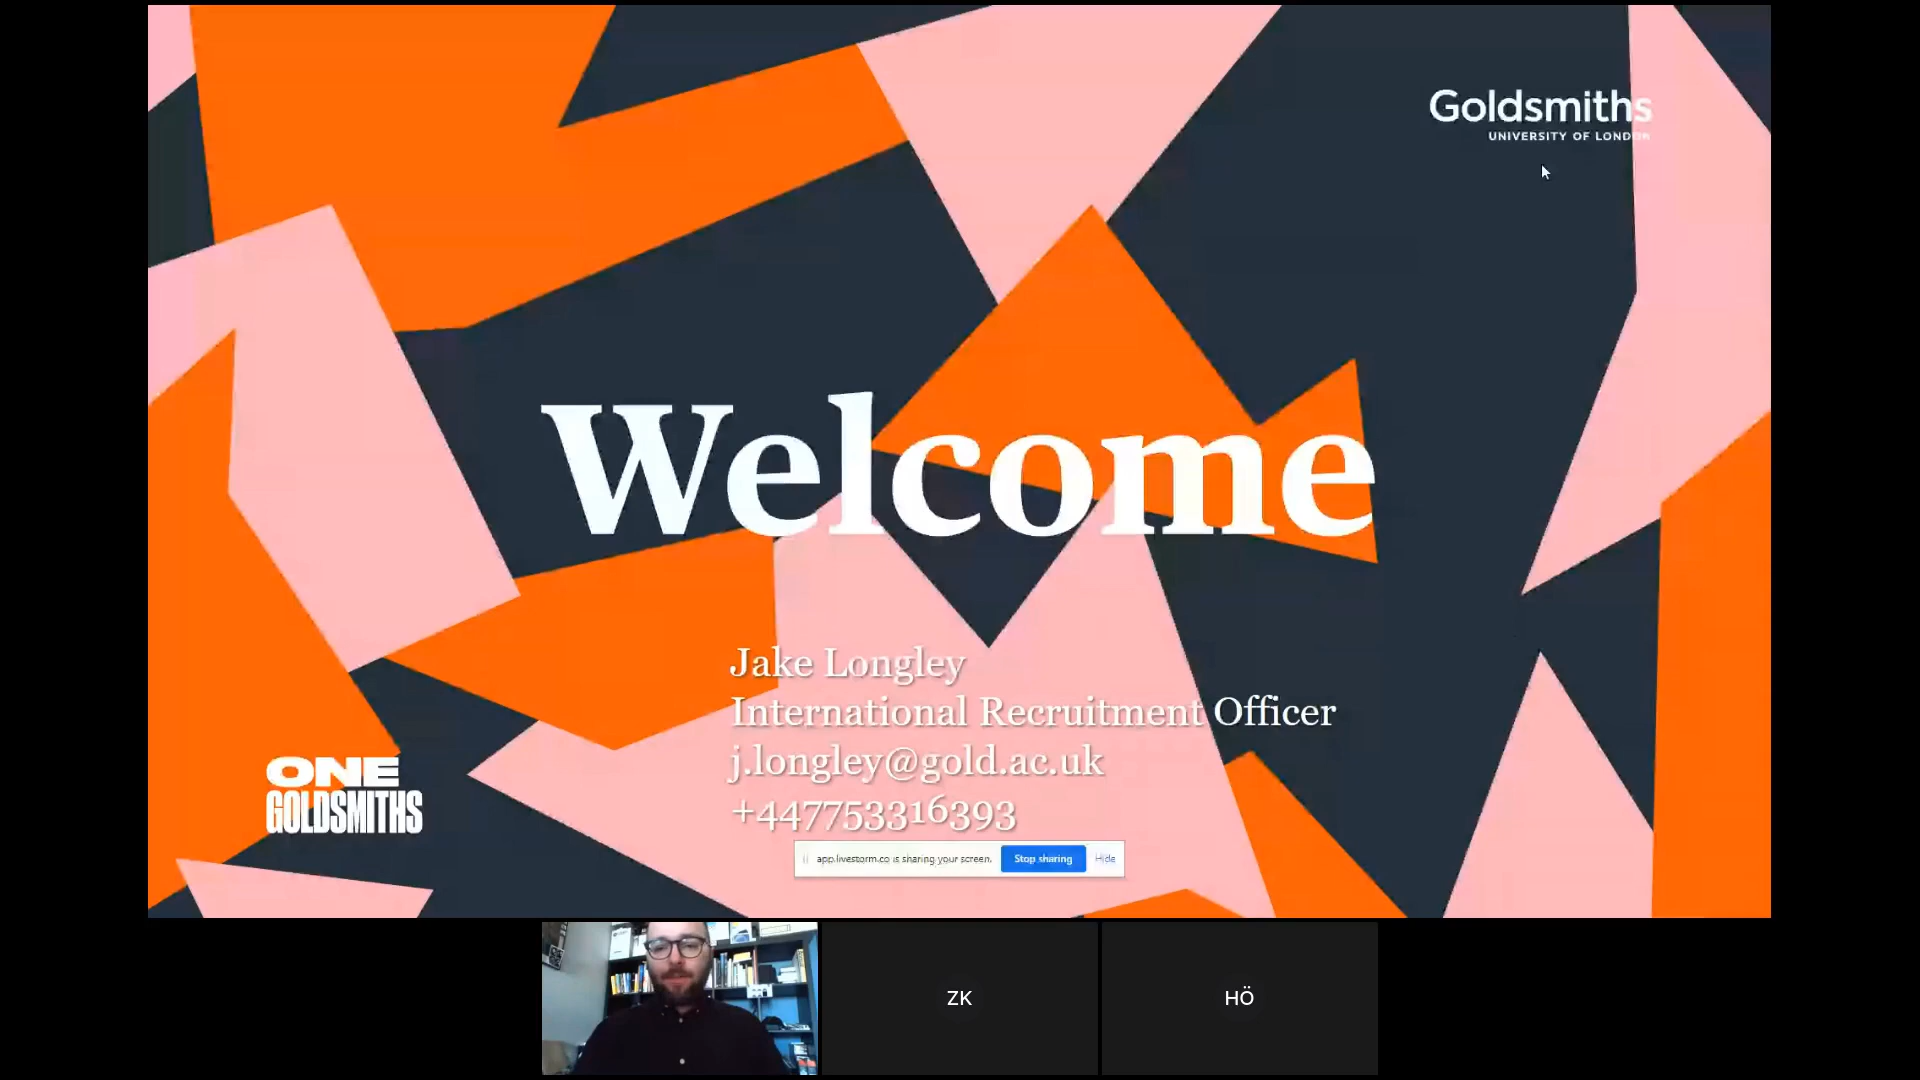 Goldsmiths
UNIVERSITY OF LONDON
Welcome
Jake Longley
International Recruitment Officer
j.longley@gold.ac.uk
+447753316393
ONE
GOLDSMITHS
app.livestorm.co is sharing your screen.
Stop sharing
Hide
ZK
HÖ